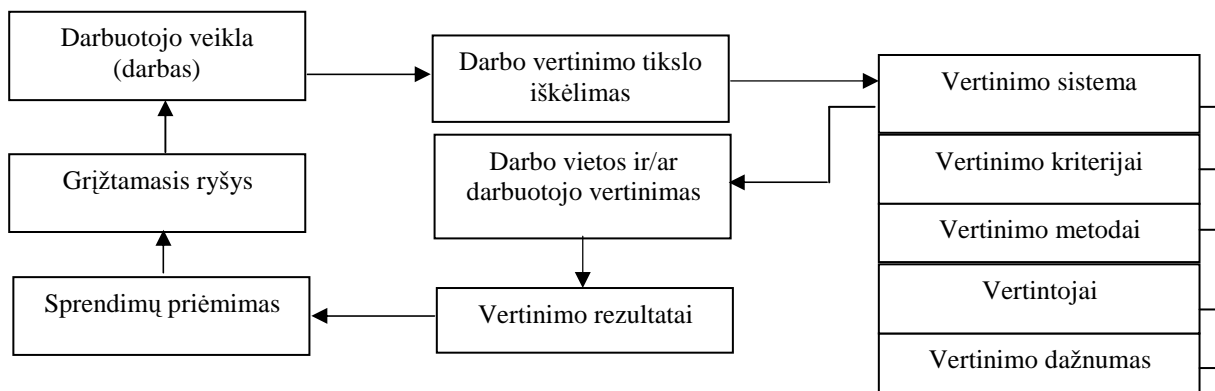 Darbuotojo veikla
(darbas)
Darbo vertinimo tikslo
iškėlimas
Vertinimo sistema
Grįžtamasis ryšys
Darbo vietos ir/ar
darbuotojo vertinimas
Vertinimo kriterijai
Vertinimo metodai
Sprendimų priėmimas
Vertinimo rezultatai
Vertintojai
Vertinimo dažnumas